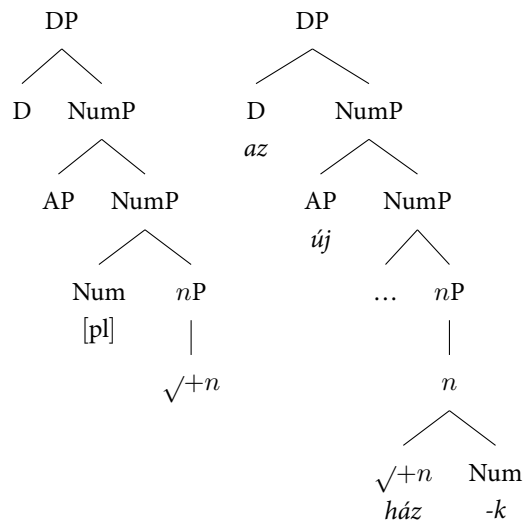 DP DP
D NumP D NumP
az
AP NumP AP NumP
új
Num nP … nP
[pl]
√+n n
√+n Num
ház -k